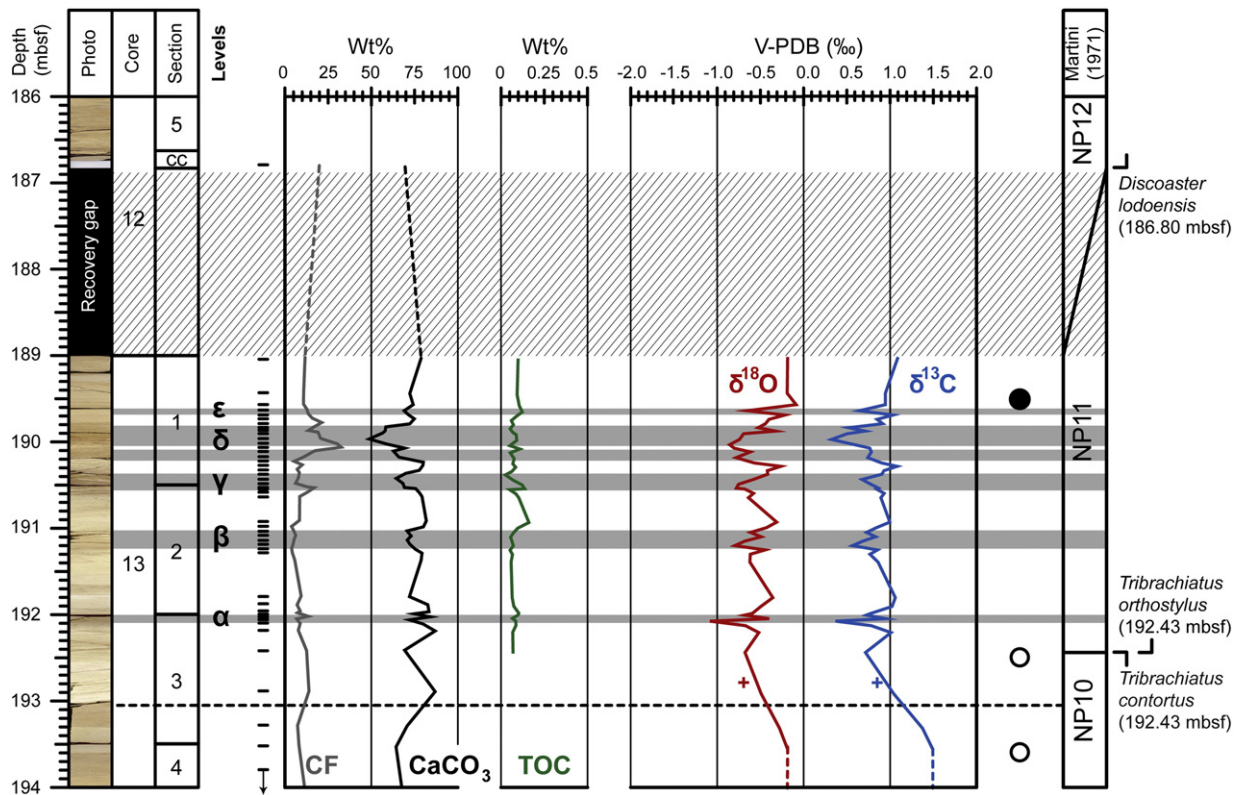 Depth (mbsf)
Photo
Core
Section
Levels
Wt%
Wt%
V-PDB (‰)
Martini (1971)
0 25 50 75 100
0 0.25 0.5
-2.0 -1.0 -0.5 0 0.5 1.0 1.5 2.0
186
187
188
189
190
191
192
193
194
Recovery gap
12
13
5
CC
1
2
3
4
ε
δ
γ
β
α
δ18O
δ13C
+
+
CF
CaCO3
TOC
NP12
NP11
NP10
Discoaster
lodoensis
(186.80 mbsf)
Tribrachiatus
orthostylus
(192.43 mbsf)
Tribrachiatus
contortus
(192.43 mbsf)